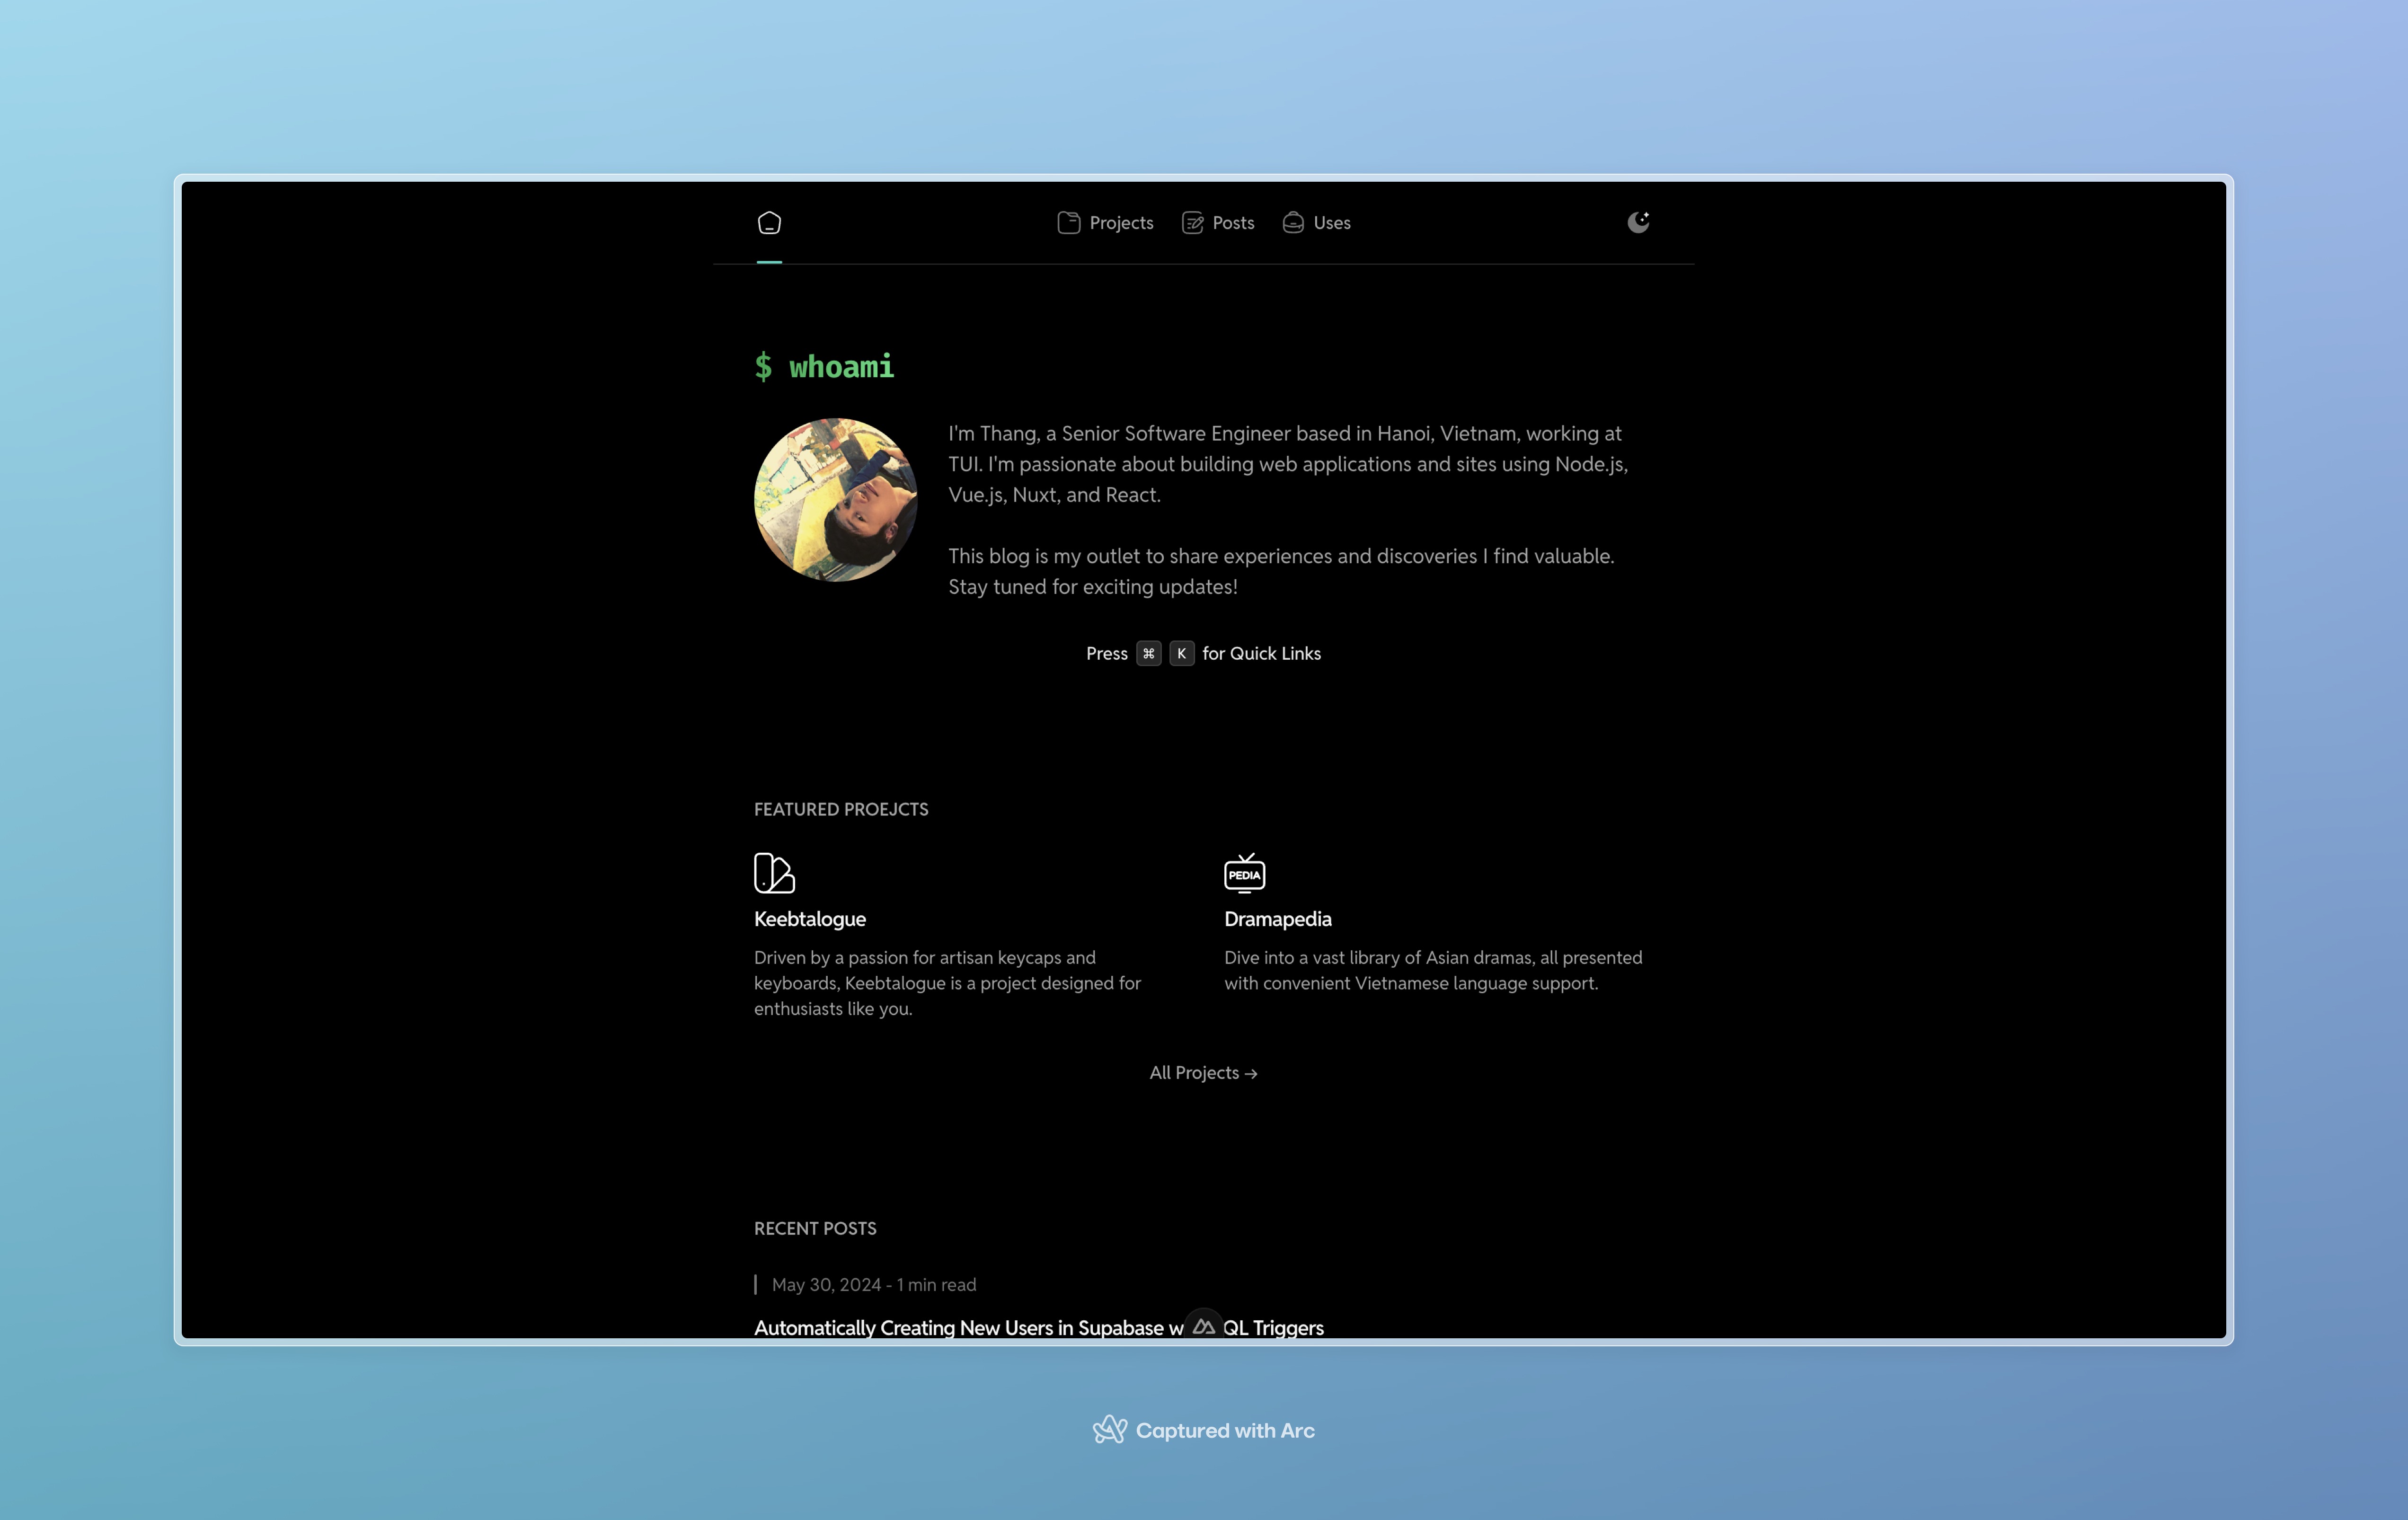 Projects Posts Uses
$ whoami
I'm Thang, a Senior Software Engineer based in Hanoi, Vietnam, working at
TUI. I'm passionate about building web applications and sites using Node.js,
Vue.js, Nuxt, and React.
This blog is my outlet to share experiences and discoveries I find valuable.
Stay tuned for exciting updates!
Press ⌘ K for Quick Links
FEATURED PROEJCTS
PEDIA
Keebtalogue
Driven by a passion for artisan keycaps and
keyboards, Keebtalogue is a project designed for
enthusiasts like you.
Dramapedia
Dive into a vast library of Asian dramas, all presented
with convenient Vietnamese language support.
All Projects →
RECENT POSTS
May 30, 2024 - 1 min read
Automatically Creating New Users in Supabase Triggers
Captured with Arc